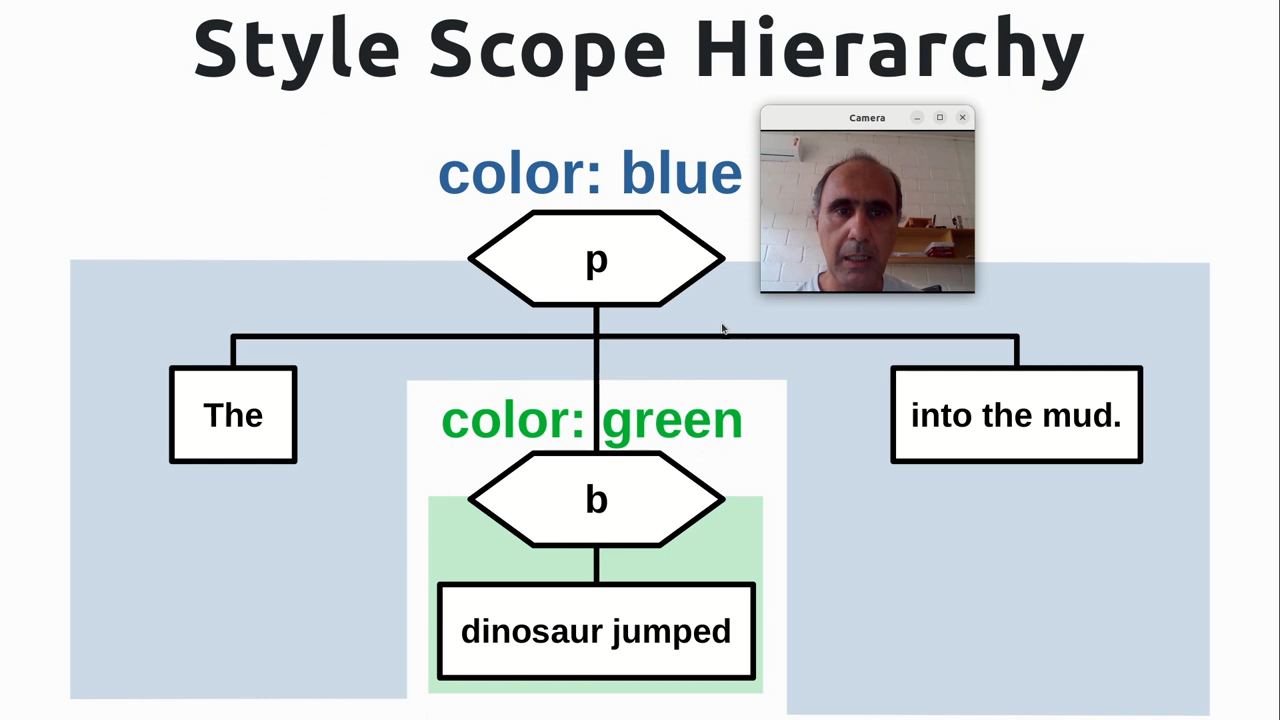 Style Scope Hierarchy
Camera
color: blue
p
The
into the mud.
color: green
b
dinosaur jumped